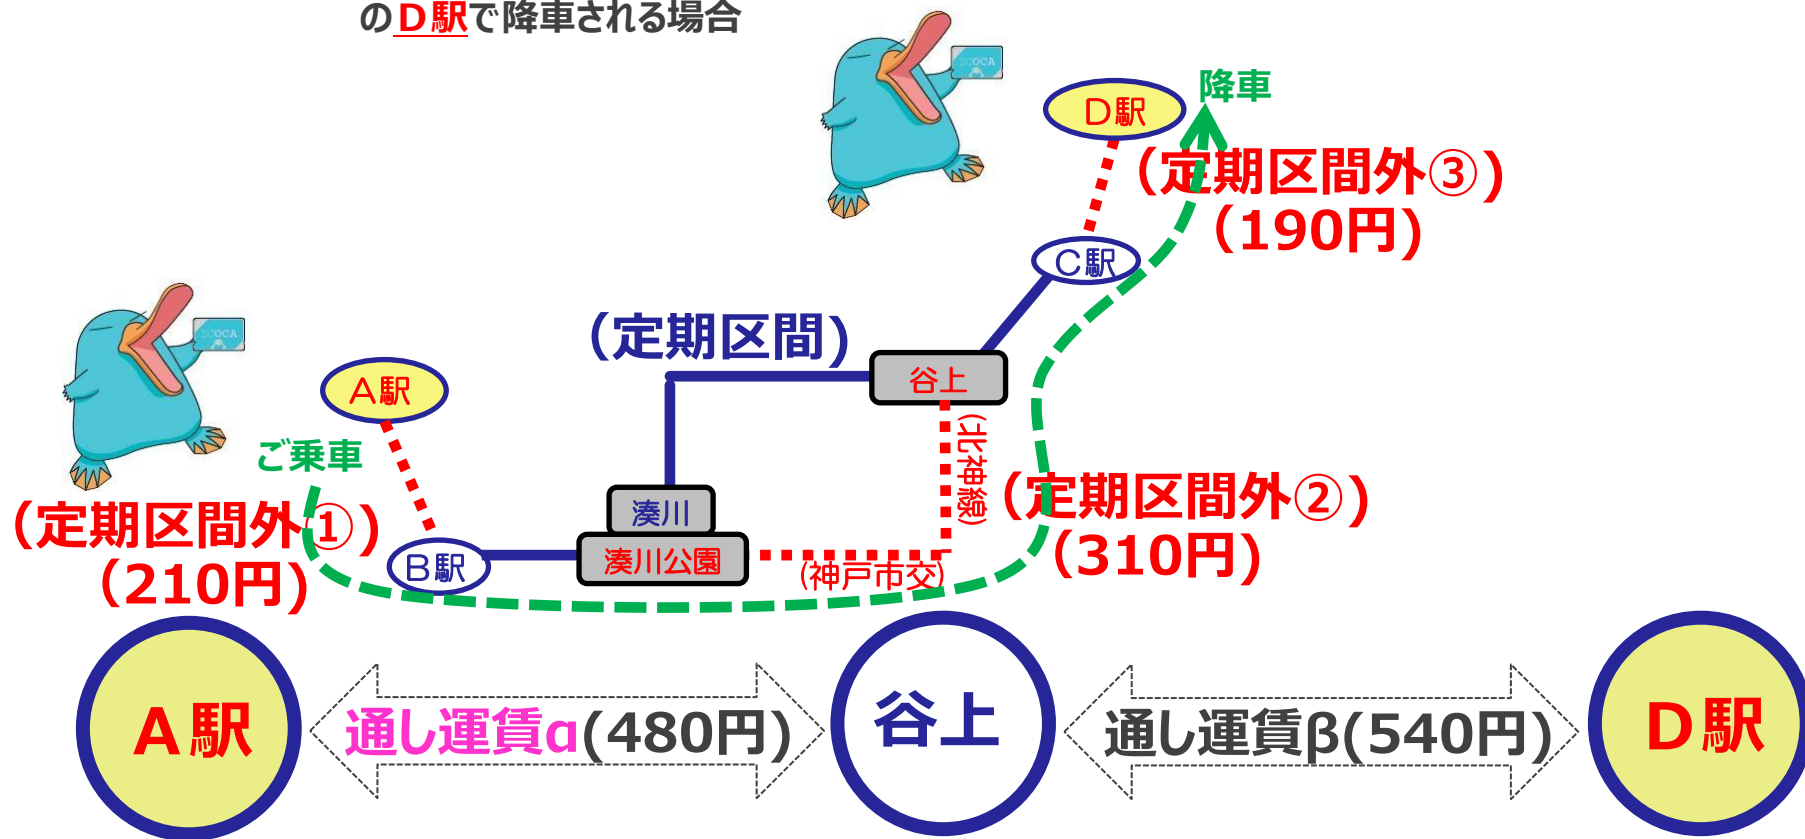 のD駅で降車される場合
ICOCA
降車
D駅
(定期区間外③)
(190円)
C駅
(定期区間)
ICOCA
谷上
A駅
(北神線)
ご乗車
(定期区間外①)
(210円)
湊川
湊川公園
B駅
(神戸市交)
(定期区間外②)
(310円)
A駅
通し運賃α(480円)
谷上
通し運賃β(540円)
D駅